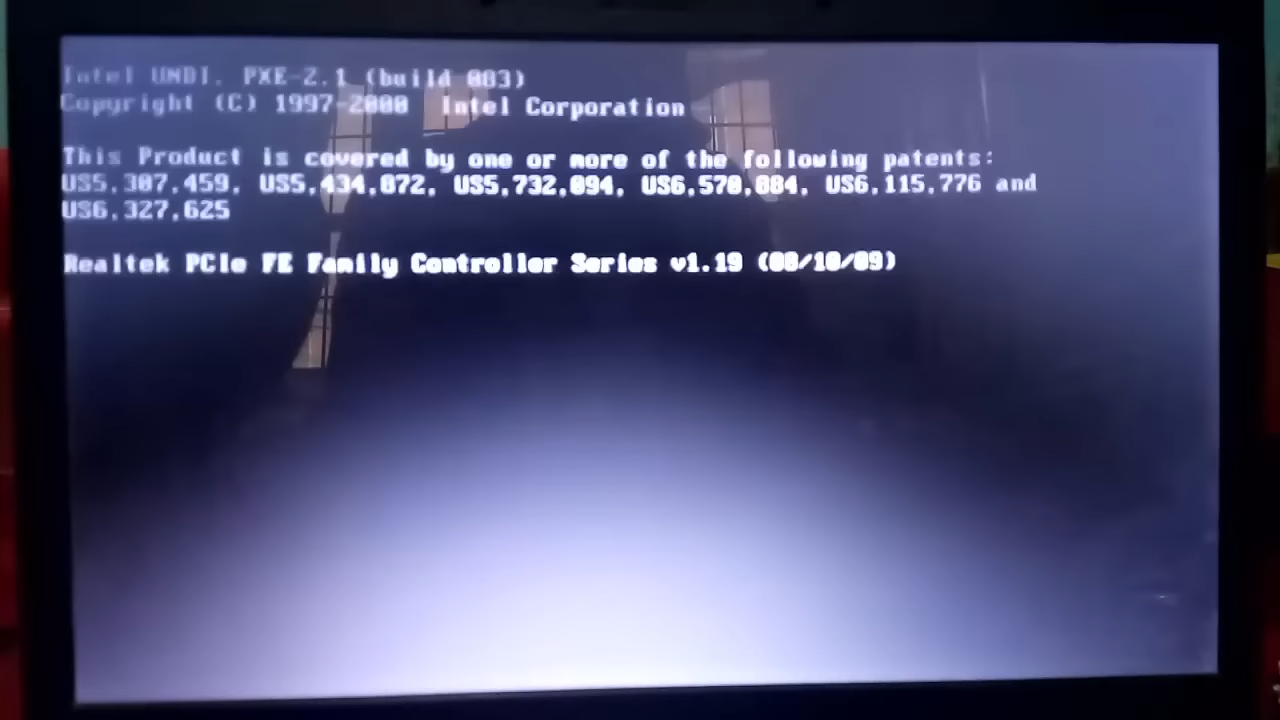 Intel UNDI, PXE-2.1 (build 083)
Copyright (C) 1997-2000  Intel Corporation
This Product is covered by one or more of the following patents:
US5,307,459, US5,434,872, US5,732,094, US6,570,884, US6,115,776 and
US6,327,625
Realtek PCIe FE Family Controller Series v1.19 (08/10/09)